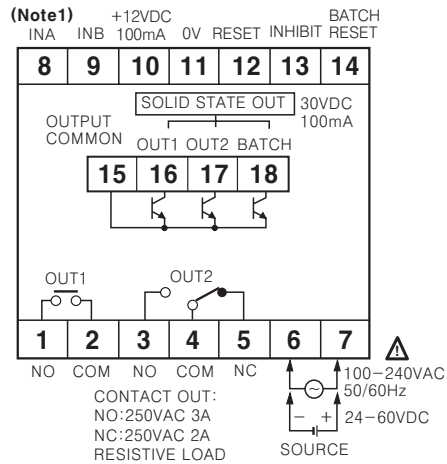 (Note1) +12VDC BATCH
INA INB 100mA 0V RESET INHIBIT RESET
8 9 10 11 12 13 14
SOLID STATE OUT 30VDC
100mA
OUTPUT
COMMON
OUT1 OUT2 BATCH
15 16 17 18
OUT1 OUT2
1 2 3 4 5 6 7
NO COM NO COM NC
100-240VAC
50/60Hz
CONTACT OUT:
NO:250VAC 3A
NC:250VAC 2A
RESISTIVE LOAD
- + 24-60VDC
SOURCE